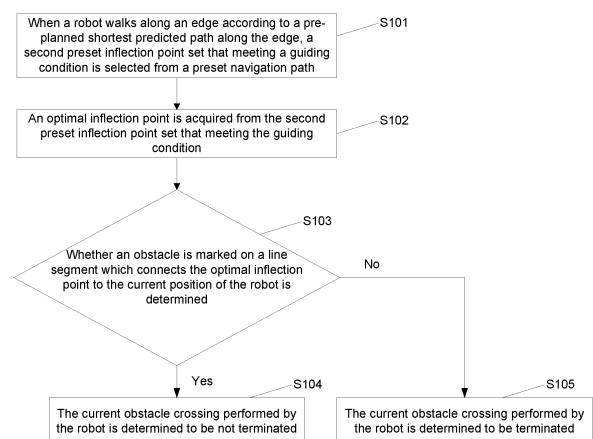 When a robot walks along an edge according to a pre-
planned shortest predicted path along the edge, a
second preset inflection point set that meeting a guiding
condition is selected from a preset navigation path
S101
An optimal inflection point is acquired from the second
preset inflection point set that meeting the guiding
condition
S102
S103
Whether an obstacle is marked on a line
segment which connects the optimal inflection
point to the current position of the robot is
determined
No
Yes
S104
S105
The current obstacle crossing performed by
the robot is determined to be not terminated
The current obstacle crossing performed by
the robot is determined to be terminated